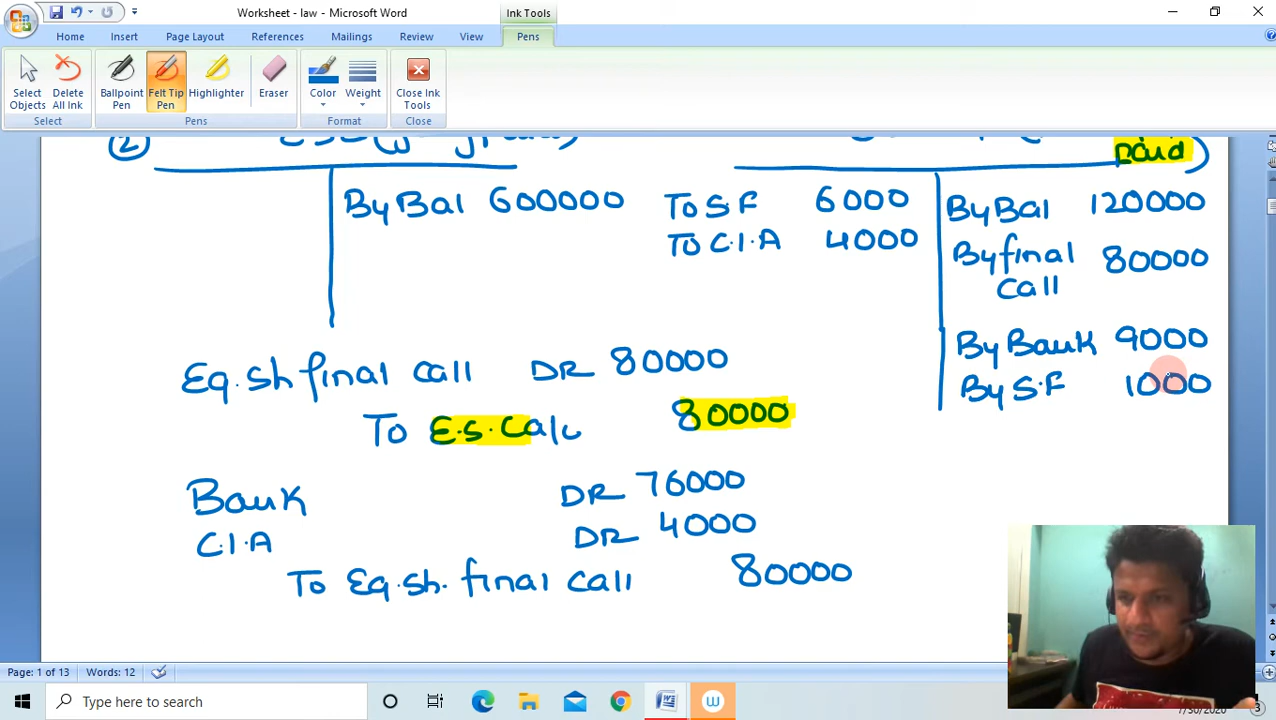 Worksheet - law - Microsoft Word
Ink Tools
Home Insert Page Layout References Mailings Review View Pens
Select Objects
Delete All Ink
Ballpoint Pen
Felt Tip Pen
Highlighter
Eraser
Color
Weight
Close Ink Tools
Select Pens Format Close
2
paid)
By Bal 600000
To S.F 6000
To C.I.A 4000
By Bal 120000
By final call 80000
By Bank 9000
By S.F 1000
Eq.sh final call DR 80000
To E.S.C a/c 80000
Bank DR 76000
C.I.A DR 4000
To Eq.sh. final call 80000
Page: 1 of 13 Words: 12
Type here to search
W
7/30/2020
3